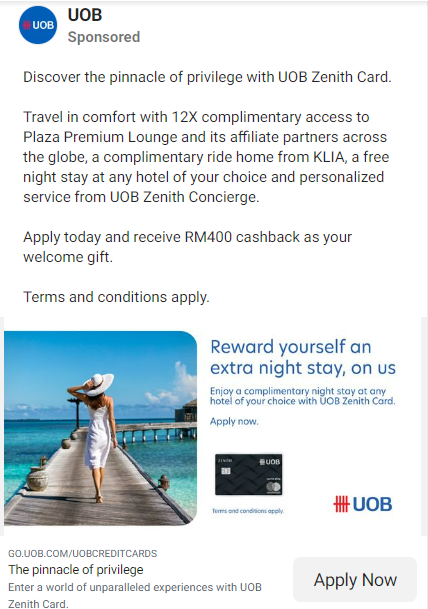 UOB
UOB
Sponsored
Discover the pinnacle of privilege with UOB Zenith Card.
Travel in comfort with 12X complimentary access to
Plaza Premium Lounge and its affiliate partners across
the globe, a complimentary ride home from KLIA, a free
night stay at any hotel of your choice and personalized
service from UOB Zenith Concierge.
Apply today and receive RM400 cashback as your
welcome gift.
Terms and conditions apply.
Reward yourself an
extra night stay, on us
Enjoy a complimentary night stay at any
hotel of your choice with UOB Zenith Card.
Apply now.
ZENITH
UOB
Terms and conditions apply.
UOB
GO.UOB.COM/UOBCREDITCARDS
The pinnacle of privilege
Enter a world of unparalleled experiences with UOB
Zenith Card.
Apply Now